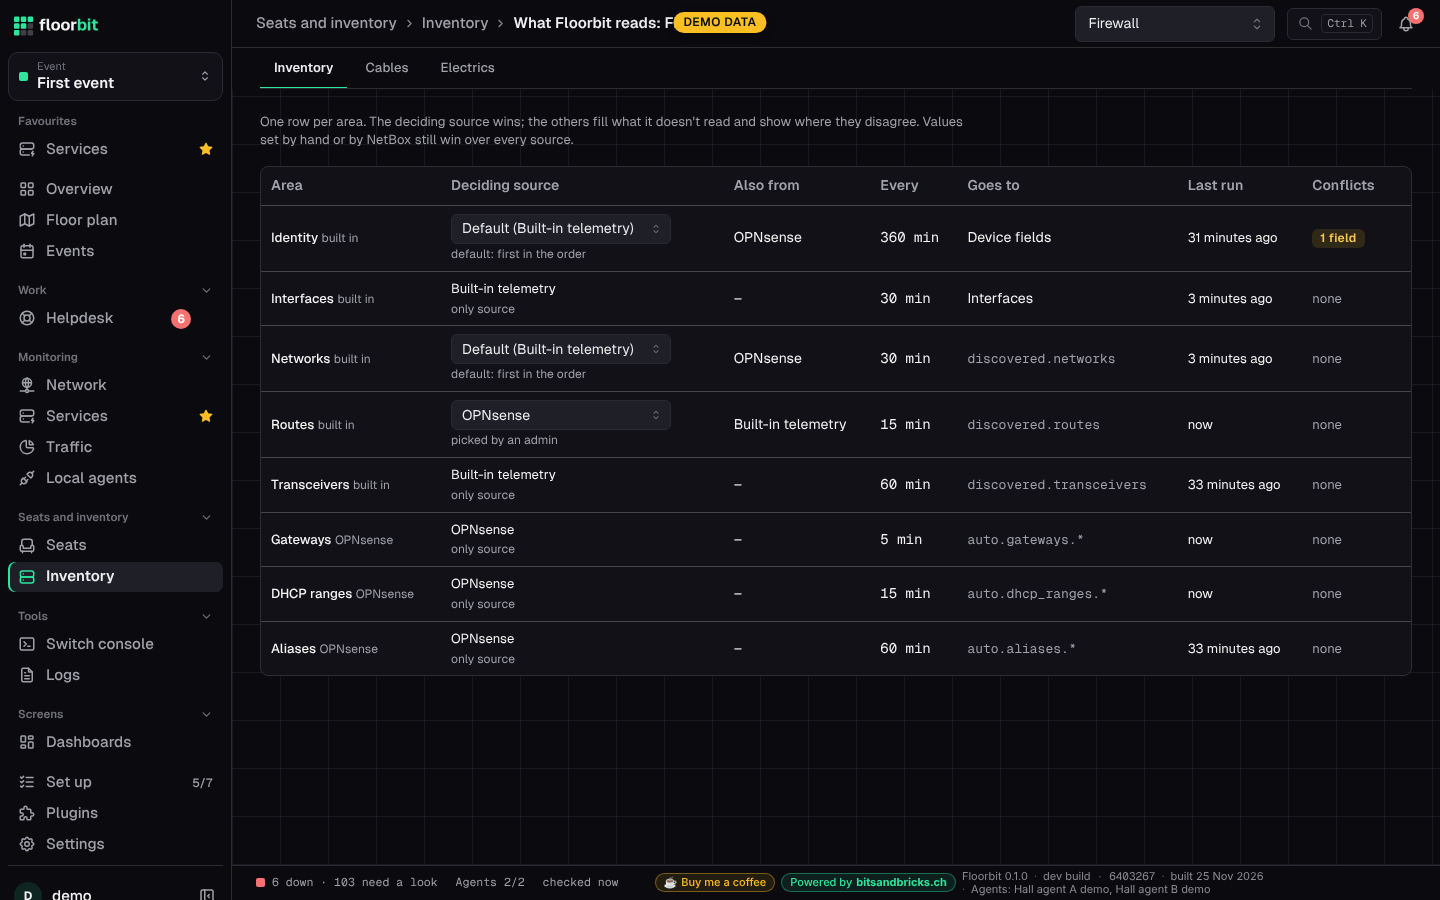 floorbit
Event
First event
Favourites
Services
Overview
Floor plan
Events
Work
Helpdesk 6
Monitoring
Network
Services
Traffic
Local agents
Seats and inventory
Seats
Inventory
Tools
Switch console
Logs
Screens
Dashboards
Set up 5/7
Plugins
Settings
D demo
Seats and inventory › Inventory › What Floorbit reads: F
DEMO DATA
Firewall
Ctrl K
6
Inventory Cables Electrics
One row per area. The deciding source wins; the others fill what it doesn't read and show where they disagree. Values
set by hand or by NetBox still win over every source.
Area Deciding source Also from Every Goes to Last run Conflicts
Identity built in Default (Built-in telemetry) OPNsense 360 min Device fields 31 minutes ago 1 field
default: first in the order
Interfaces built in Built-in telemetry – 30 min Interfaces 3 minutes ago none
only source
Networks built in Default (Built-in telemetry) OPNsense 30 min discovered.networks 3 minutes ago none
default: first in the order
Routes built in OPNsense Built-in telemetry 15 min discovered.routes now none
picked by an admin
Transceivers built in Built-in telemetry – 60 min discovered.transceivers 33 minutes ago none
only source
Gateways OPNsense OPNsense – 5 min auto.gateways.* now none
only source
DHCP ranges OPNsense OPNsense – 15 min auto.dhcp_ranges.* now none
only source
Aliases OPNsense OPNsense – 60 min auto.aliases.* 33 minutes ago none
only source
6 down · 103 need a look Agents 2/2 checked now
☕ Buy me a coffee
Powered by bitsandbricks.ch
Floorbit 0.1.0 · dev build · 6403267 · built 25 Nov 2026
· Agents: Hall agent A demo, Hall agent B demo